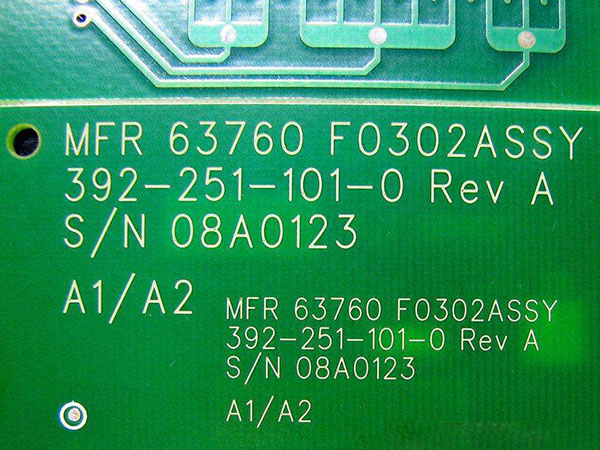 MFR 63760 F0302ASSY
392-251-101-0 Rev A
S/N 08A0123
A1/A2
MFR 63760 F0302ASSY
392-251-101-0 Rev A
S/N 08A0123
A1/A2